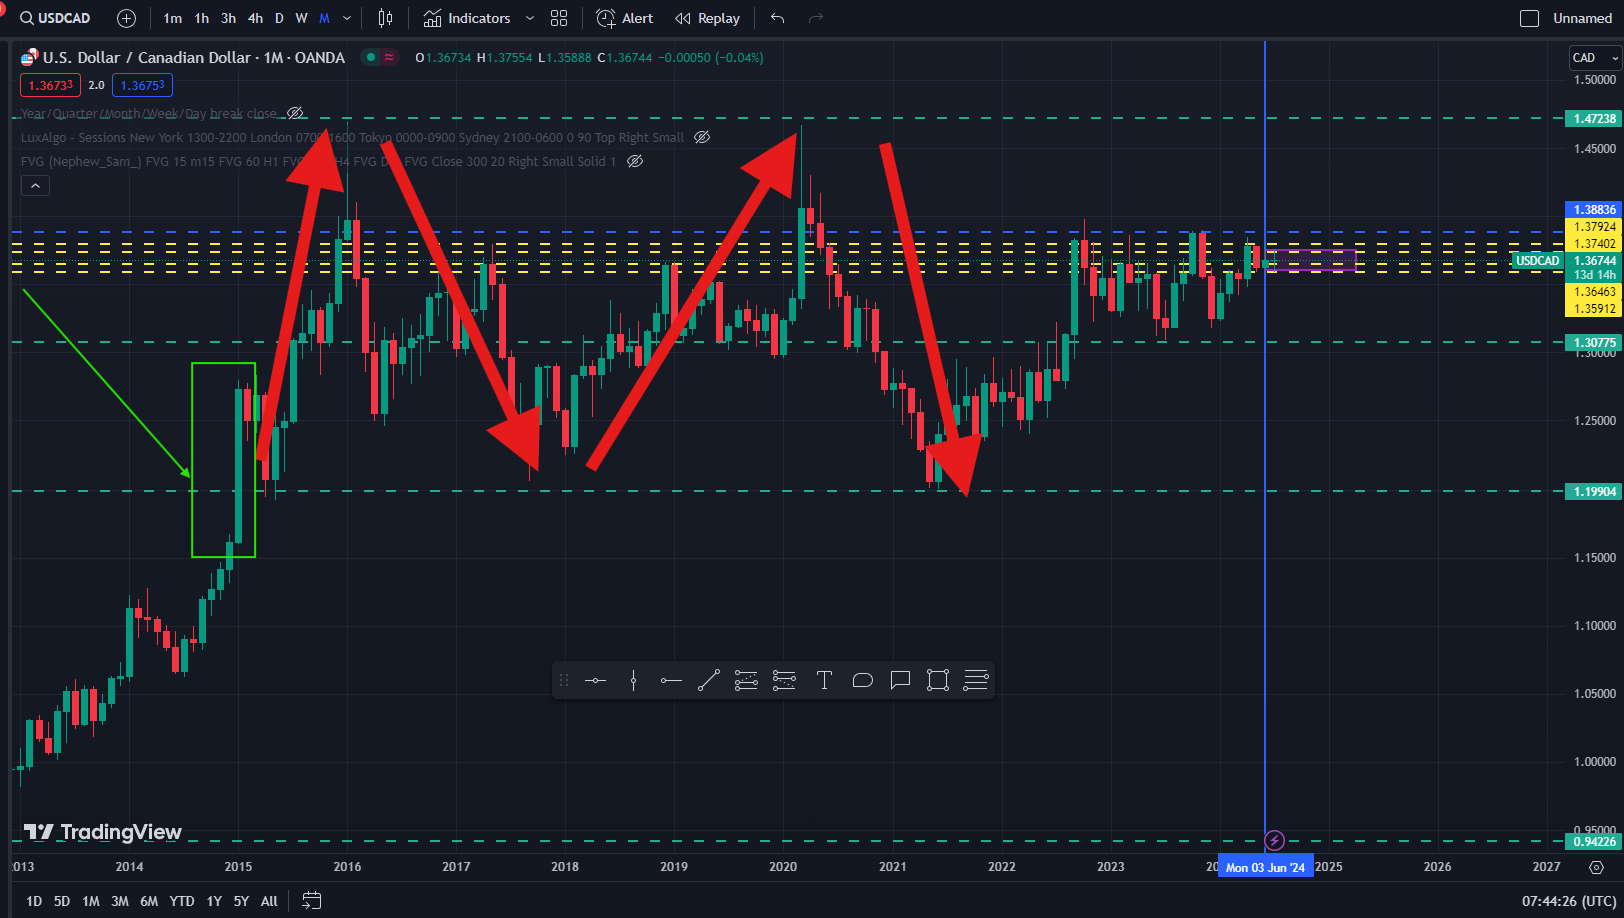 USDCAD 1m 1h 3h 4h D W M Indicators Alert Replay Unnamed
U.S. Dollar / Canadian Dollar · 1M · OANDA O1.36734 H1.37554 L1.35888 C1.36744 −0.00050 (−0.04%)
CAD
1.36733 2.0 1.36753
Year/Quarter/Month/Week/Day break close
LuxAlgo - Sessions New York 1300-2200 London 0700-1600 Tokyo 0000-0900 Sydney 2100-0600 0 90 Top Right Small
FVG (Nephew_Sam_) FVG 15 m15 FVG 60 H1 FVG H4 FVG FVG Close 300 20 Right Small Solid 1
1.50000
1.47238
1.45000
1.38836
1.37924
1.37402
USDCAD 1.36744
13d 14h
1.36463
1.35912
1.30775
1.30000
1.25000
1.19904
1.15000
1.10000
1.05000
1.00000
0.95000
0.94226
T
TradingView
2013 2014 2015 2016 2017 2018 2019 2020 2021 2022 2023 Mon 03 Jun '24 2025 2026 2027
1D 5D 1M 3M 6M YTD 1Y 5Y All 07:44:26 (UTC)